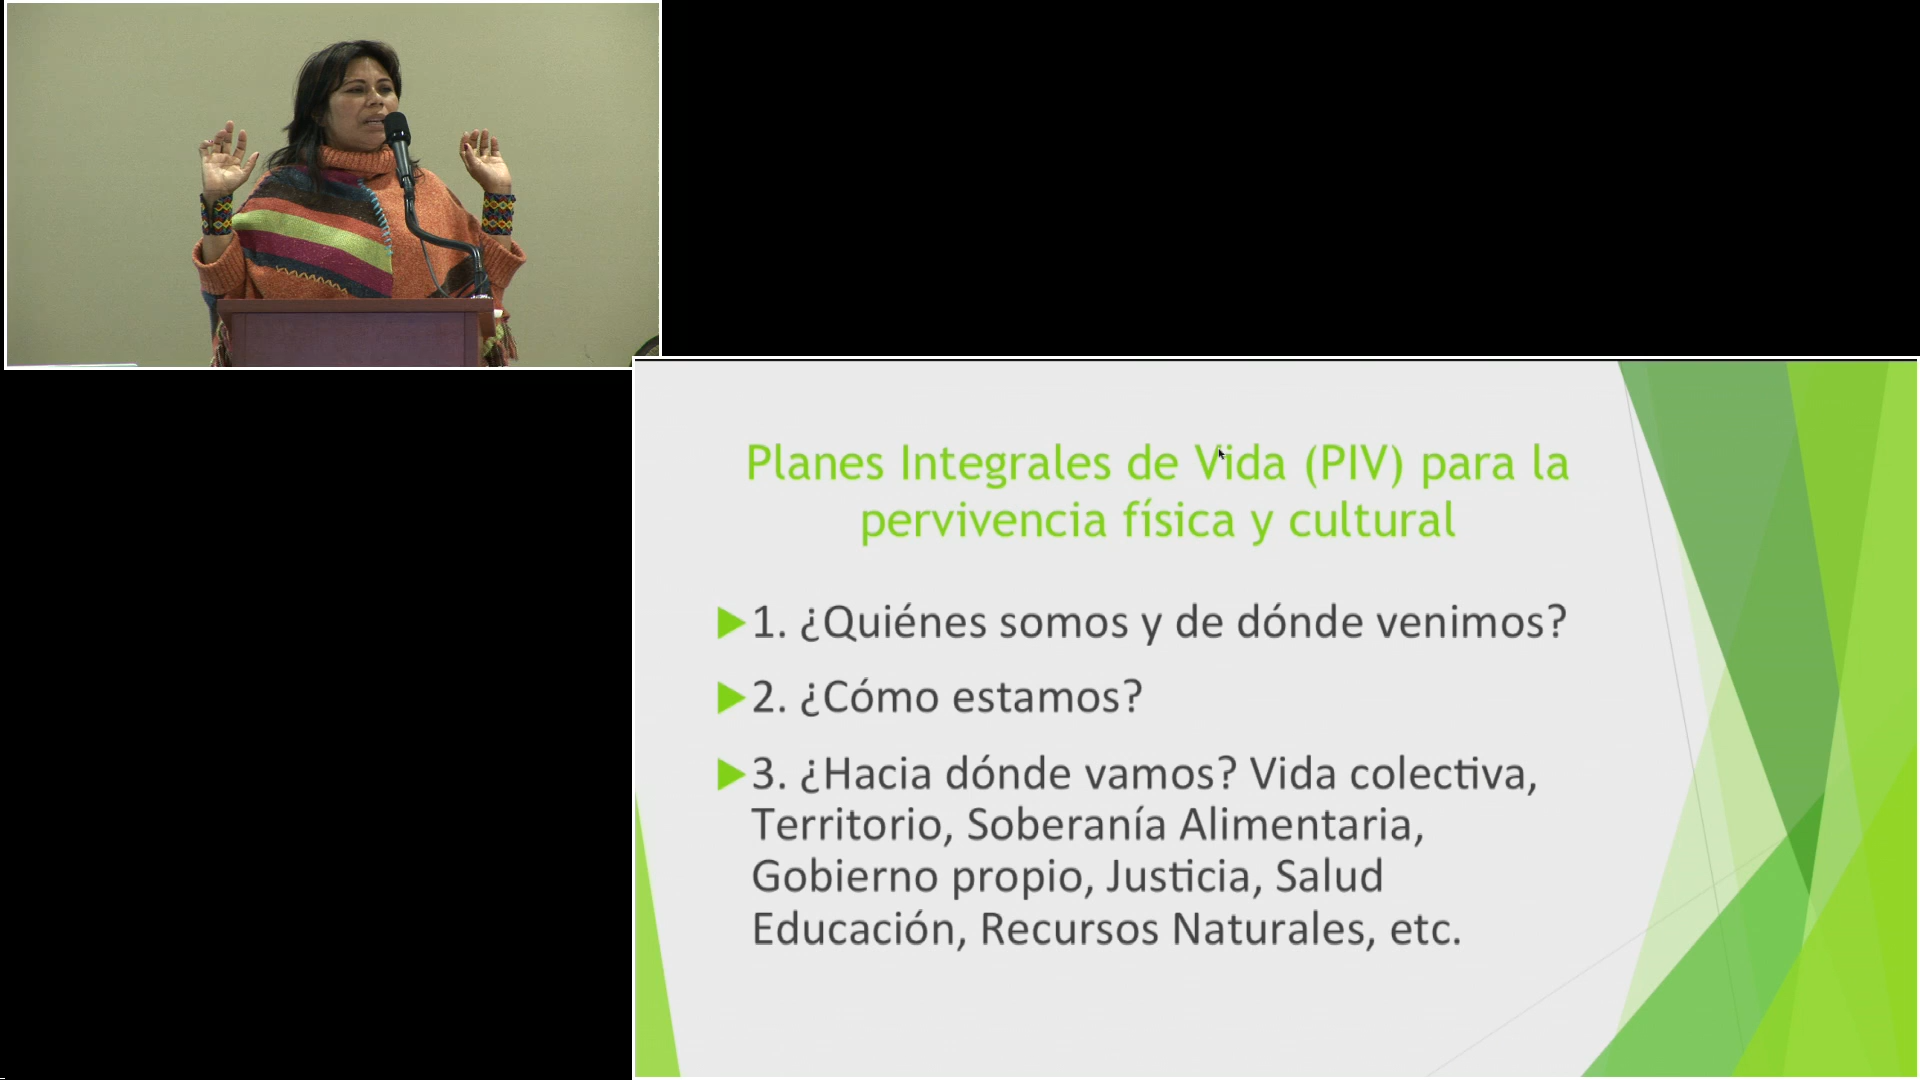 Planes Integrales de Vida (PIV) para la
pervivencia física y cultural
1. ¿Quiénes somos y de dónde venimos?
2. ¿Cómo estamos?
3. ¿Hacia dónde vamos? Vida colectiva,
Territorio, Soberanía Alimentaria,
Gobierno propio, Justicia, Salud
Educación, Recursos Naturales, etc.